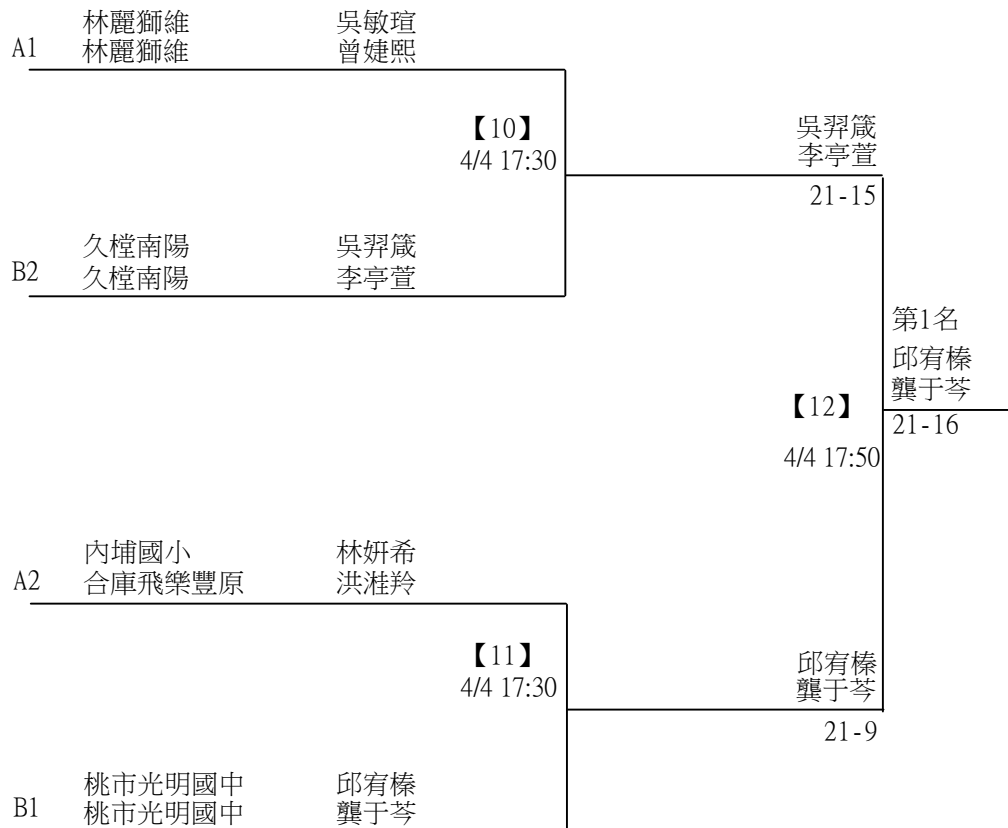 林麗獅維 吳敏瑄
A1 林麗獅維 曾婕熙
【10】
4/4 17:30
吳羿箴
李亭萱
21-15
久樘南陽 吳羿箴
B2 久樘南陽 李亭萱
第1名
邱宥榛
龔于芩
21-16
【12】
4/4 17:50
內埔國小 林妍希
A2 合庫飛樂豐原 洪溎羚
【11】
4/4 17:30
邱宥榛
龔于芩
21-9
桃市光明國中 邱宥榛
B1 桃市光明國中 龔于芩